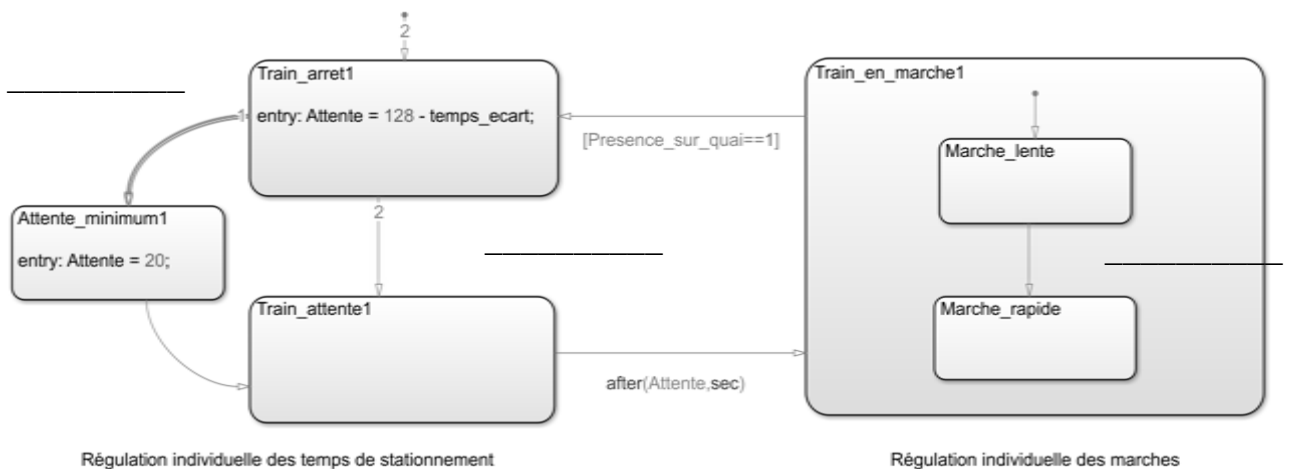 2
Train_arret1
entry: Attente = 128 - temps_ecart;
1
Train_en_marche1
[Presence_sur_quai==1]
Marche_lente
Attente_minimum1
entry: Attente = 20;
2
Train_attente1
Marche_rapide
after(Attente,sec)
Régulation individuelle des temps de stationnement
Régulation individuelle des marches